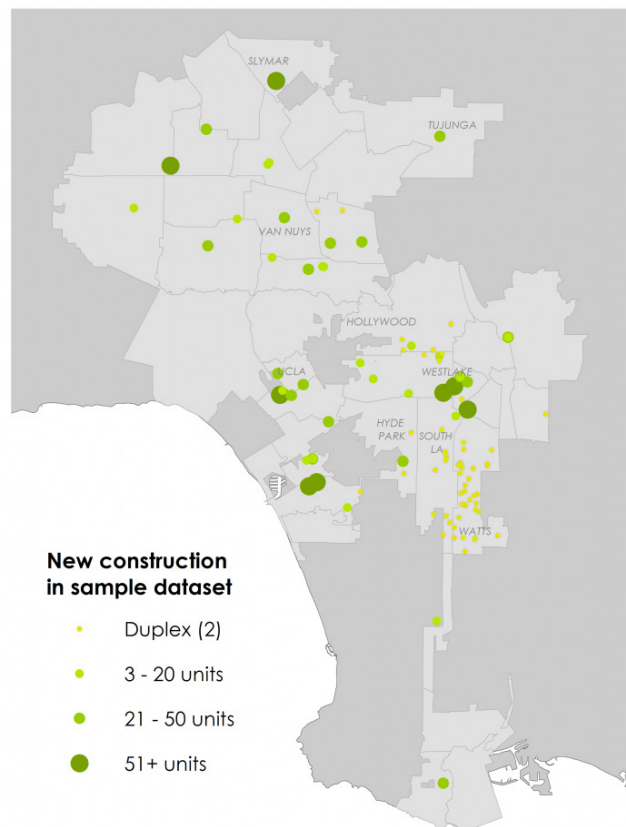 SLYMAR
TUJUNGA
VAN NUYS
HOLLYWOOD
UCLA
WESTLAKE
HYDE
PARK
SOUTH
LA
WATTS
New construction
in sample dataset
Duplex (2)
3 - 20 units
21 - 50 units
51+ units